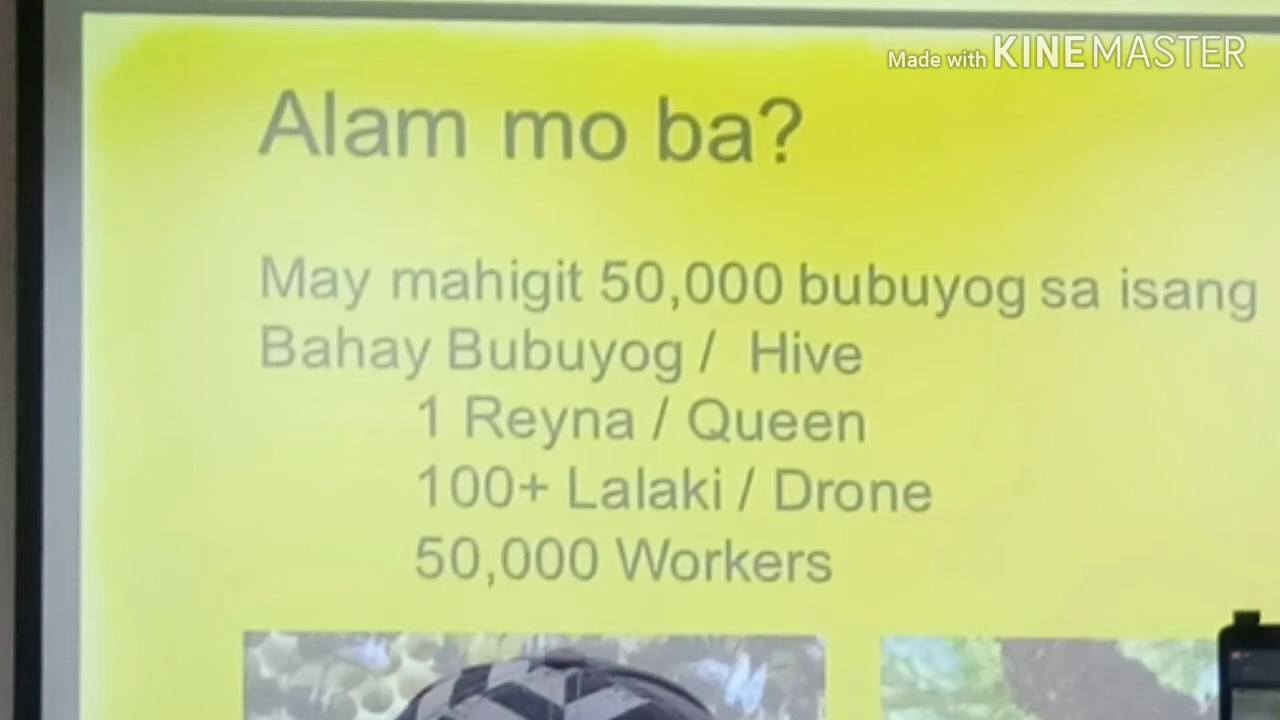 Made with KINEMASTER
Alam mo ba?
May mahigit 50,000 bubuyog sa isang
Bahay Bubuyog / Hive
1 Reyna / Queen
100+ Lalaki / Drone
50,000 Workers